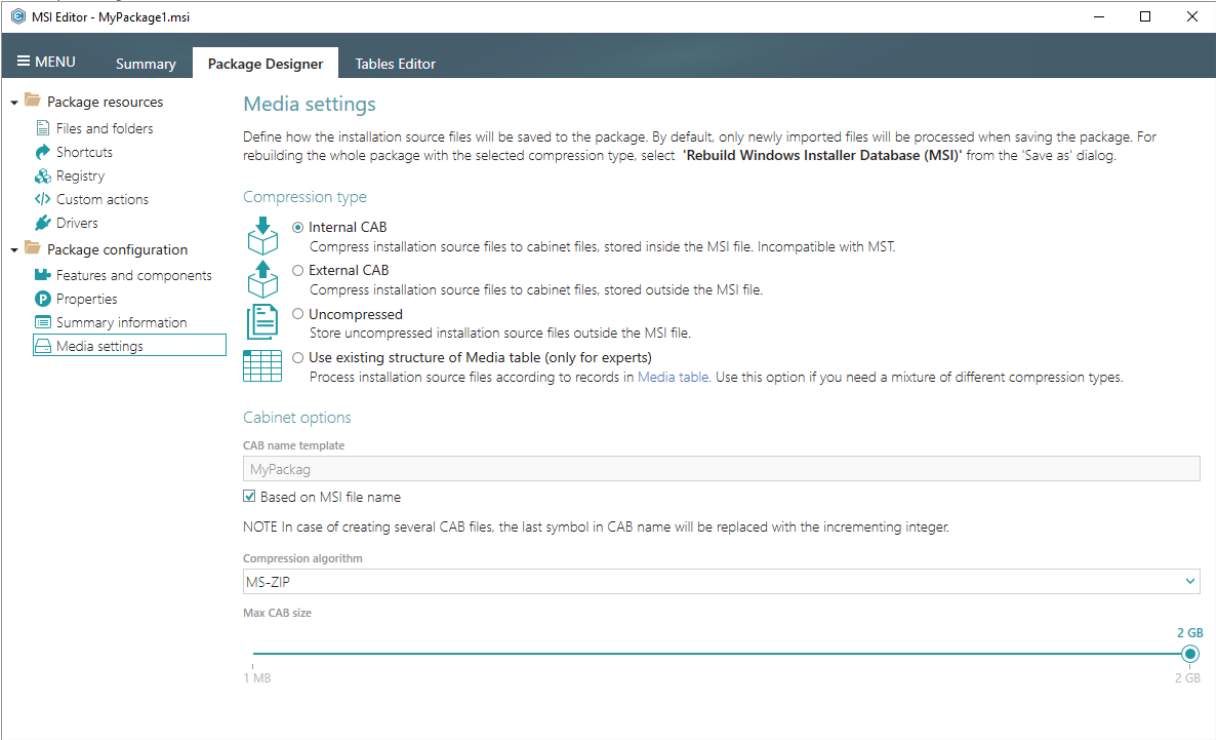 MSI Editor - MyPackage1.msi
MENU Summary Package Designer Tables Editor
Package resources
Files and folders
Shortcuts
Registry
Custom actions
Drivers
Package configuration
Features and components
Properties
Summary information
Media settings
Media settings
Define how the installation source files will be saved to the package. By default, only newly imported files will be processed when saving the package. For
rebuilding the whole package with the selected compression type, select 'Rebuild Windows Installer Database (MSI)' from the 'Save as' dialog.
Compression type
Internal CAB
Compress installation source files to cabinet files, stored inside the MSI file. Incompatible with MST.
External CAB
Compress installation source files to cabinet files, stored outside the MSI file.
Uncompressed
Store uncompressed installation source files outside the MSI file.
Use existing structure of Media table (only for experts)
Process installation source files according to records in Media table. Use this option if you need a mixture of different compression types.
Cabinet options
CAB name template
MyPackag
Based on MSI file name
NOTE In case of creating several CAB files, the last symbol in CAB name will be replaced with the incrementing integer.
Compression algorithm
MS-ZIP
Max CAB size
2 GB
1 MB 2 GB